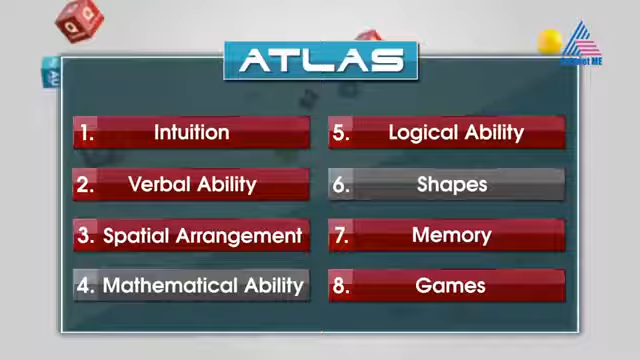 ATLAS
1. Intuition
2. Verbal Ability
3. Spatial Arrangement
4. Mathematical Ability
5. Logical Ability
6. Shapes
7. Memory
8. Games